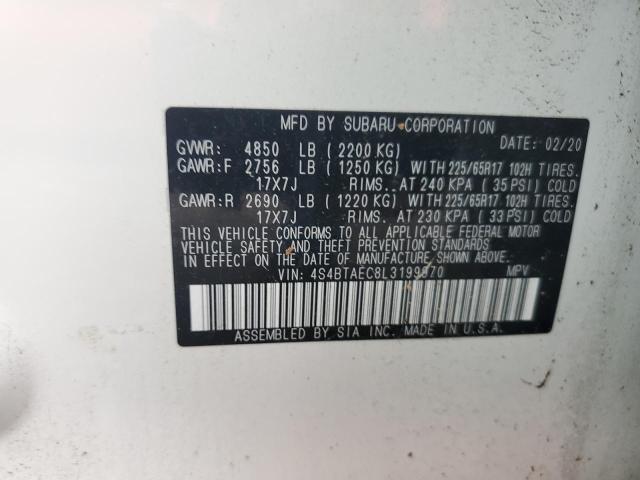 MFD BY SUBARU CORPORATION
DATE: 02/20
GVWR: 4850 LB (2200 KG)
GAWR:F 2756 LB (1250 KG) WITH 225/65R17 102H TIRES.
17X7J RIMS. AT 240 KPA (35 PSI) COLD
GAWR:R 2690 LB (1220 KG) WITH 225/65R17 102H TIRES.
17X7J RIMS. AT 230 KPA (33 PSI) COLD
THIS VEHICLE CONFORMS TO ALL APPLICABLE FEDERAL MOTOR
VEHICLE SAFETY AND THEFT PREVENTION STANDARDS
IN EFFECT ON THE DATE OF MANUFACTURE SHOWN ABOVE.
VIN: 4S4BTAEC8L3199970 MPV
ASSEMBLED BY SIA INC. MADE IN U.S.A.